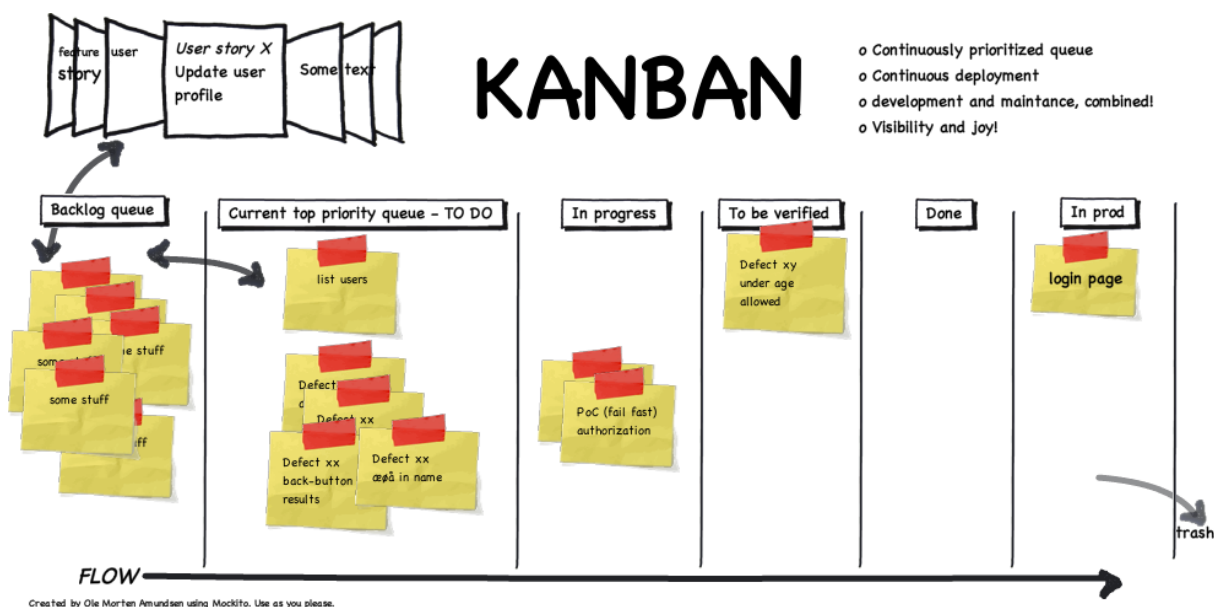 feature
story
user
User story X
Update user
profile
Some text
KANBAN
o Continuously prioritized queue
o Continuous deployment
o development and maintance, combined!
o Visibility and joy!
Backlog queue
Current top priority queue - TO DO
In progress
To be verified
Done
In prod
some stuff
stuff
some stuff
list users
Defect
Defect xx
Defect xx
back-button
results
Defect xx
æøå in name
PoC (fail fast)
authorization
Defect xy
under age
allowed
login page
trash
FLOW
Created by Ole Morten Amundsen using Mockito. Use as you please.